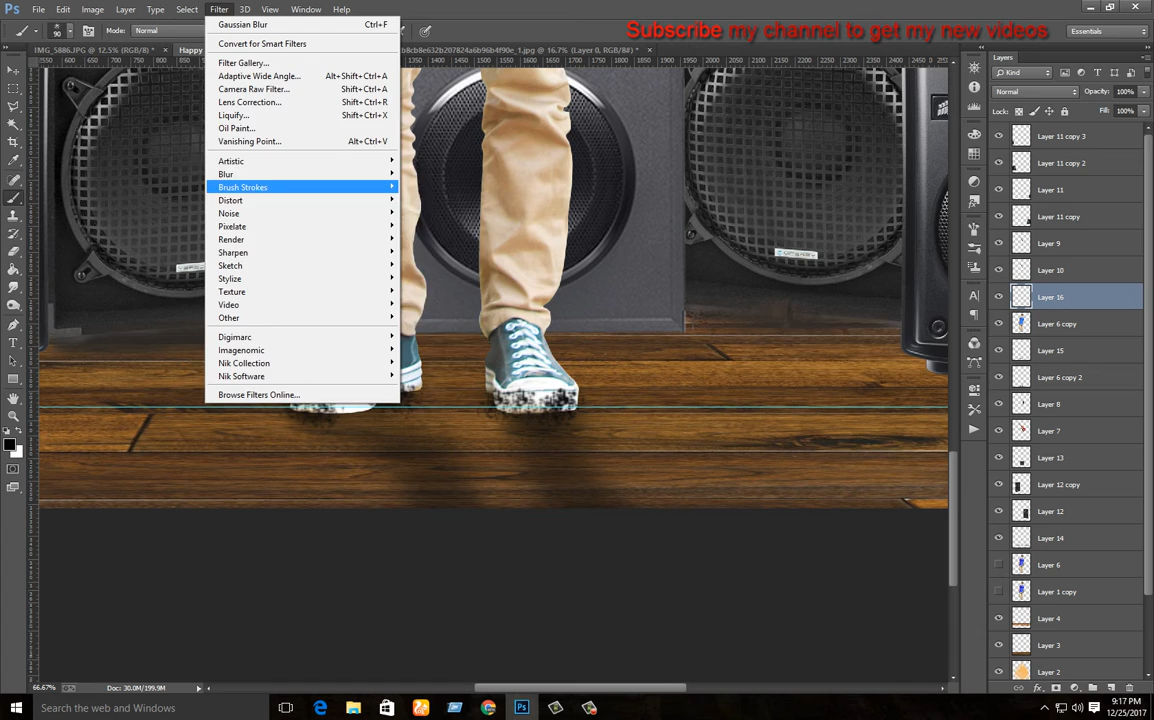 Ps File Edit Image Layer Type Select Filter 3D View Window Help
Subscribe my channel to get my new videos
90 Mode: Normal
Essentials
IMG_5886.JPG @ 12.5% (RGB/8) * × Happy
b8cb8e632b207824a6b96b4f90e_1.jpg @ 16.7% (Layer 0, RGB/8#) * ×
Gaussian Blur Ctrl+F
Convert for Smart Filters
Filter Gallery...
Adaptive Wide Angle... Alt+Shift+Ctrl+A
Camera Raw Filter... Shift+Ctrl+A
Lens Correction... Shift+Ctrl+R
Liquify... Shift+Ctrl+X
Oil Paint...
Vanishing Point... Alt+Ctrl+V
Artistic
Blur
Brush Strokes
Distort
Noise
Pixelate
Render
Sharpen
Sketch
Stylize
Texture
Video
Other
Digimarc
Imagenomic
Nik Collection
Nik Software
Browse Filters Online...
Layers
Kind
Normal Opacity: 100%
Lock: Fill: 100%
Layer 11 copy 3
Layer 11 copy 2
Layer 11
Layer 11 copy
Layer 9
Layer 10
Layer 16
Layer 6 copy
Layer 15
Layer 6 copy 2
Layer 8
Layer 7
Layer 13
Layer 12 copy
Layer 12
Layer 14
Layer 6
Layer 1 copy
Layer 4
Layer 3
Layer 2
66.67% Doc: 30.0M/199.9M
Search the Web and Windows
9:17 PM
12/25/2017